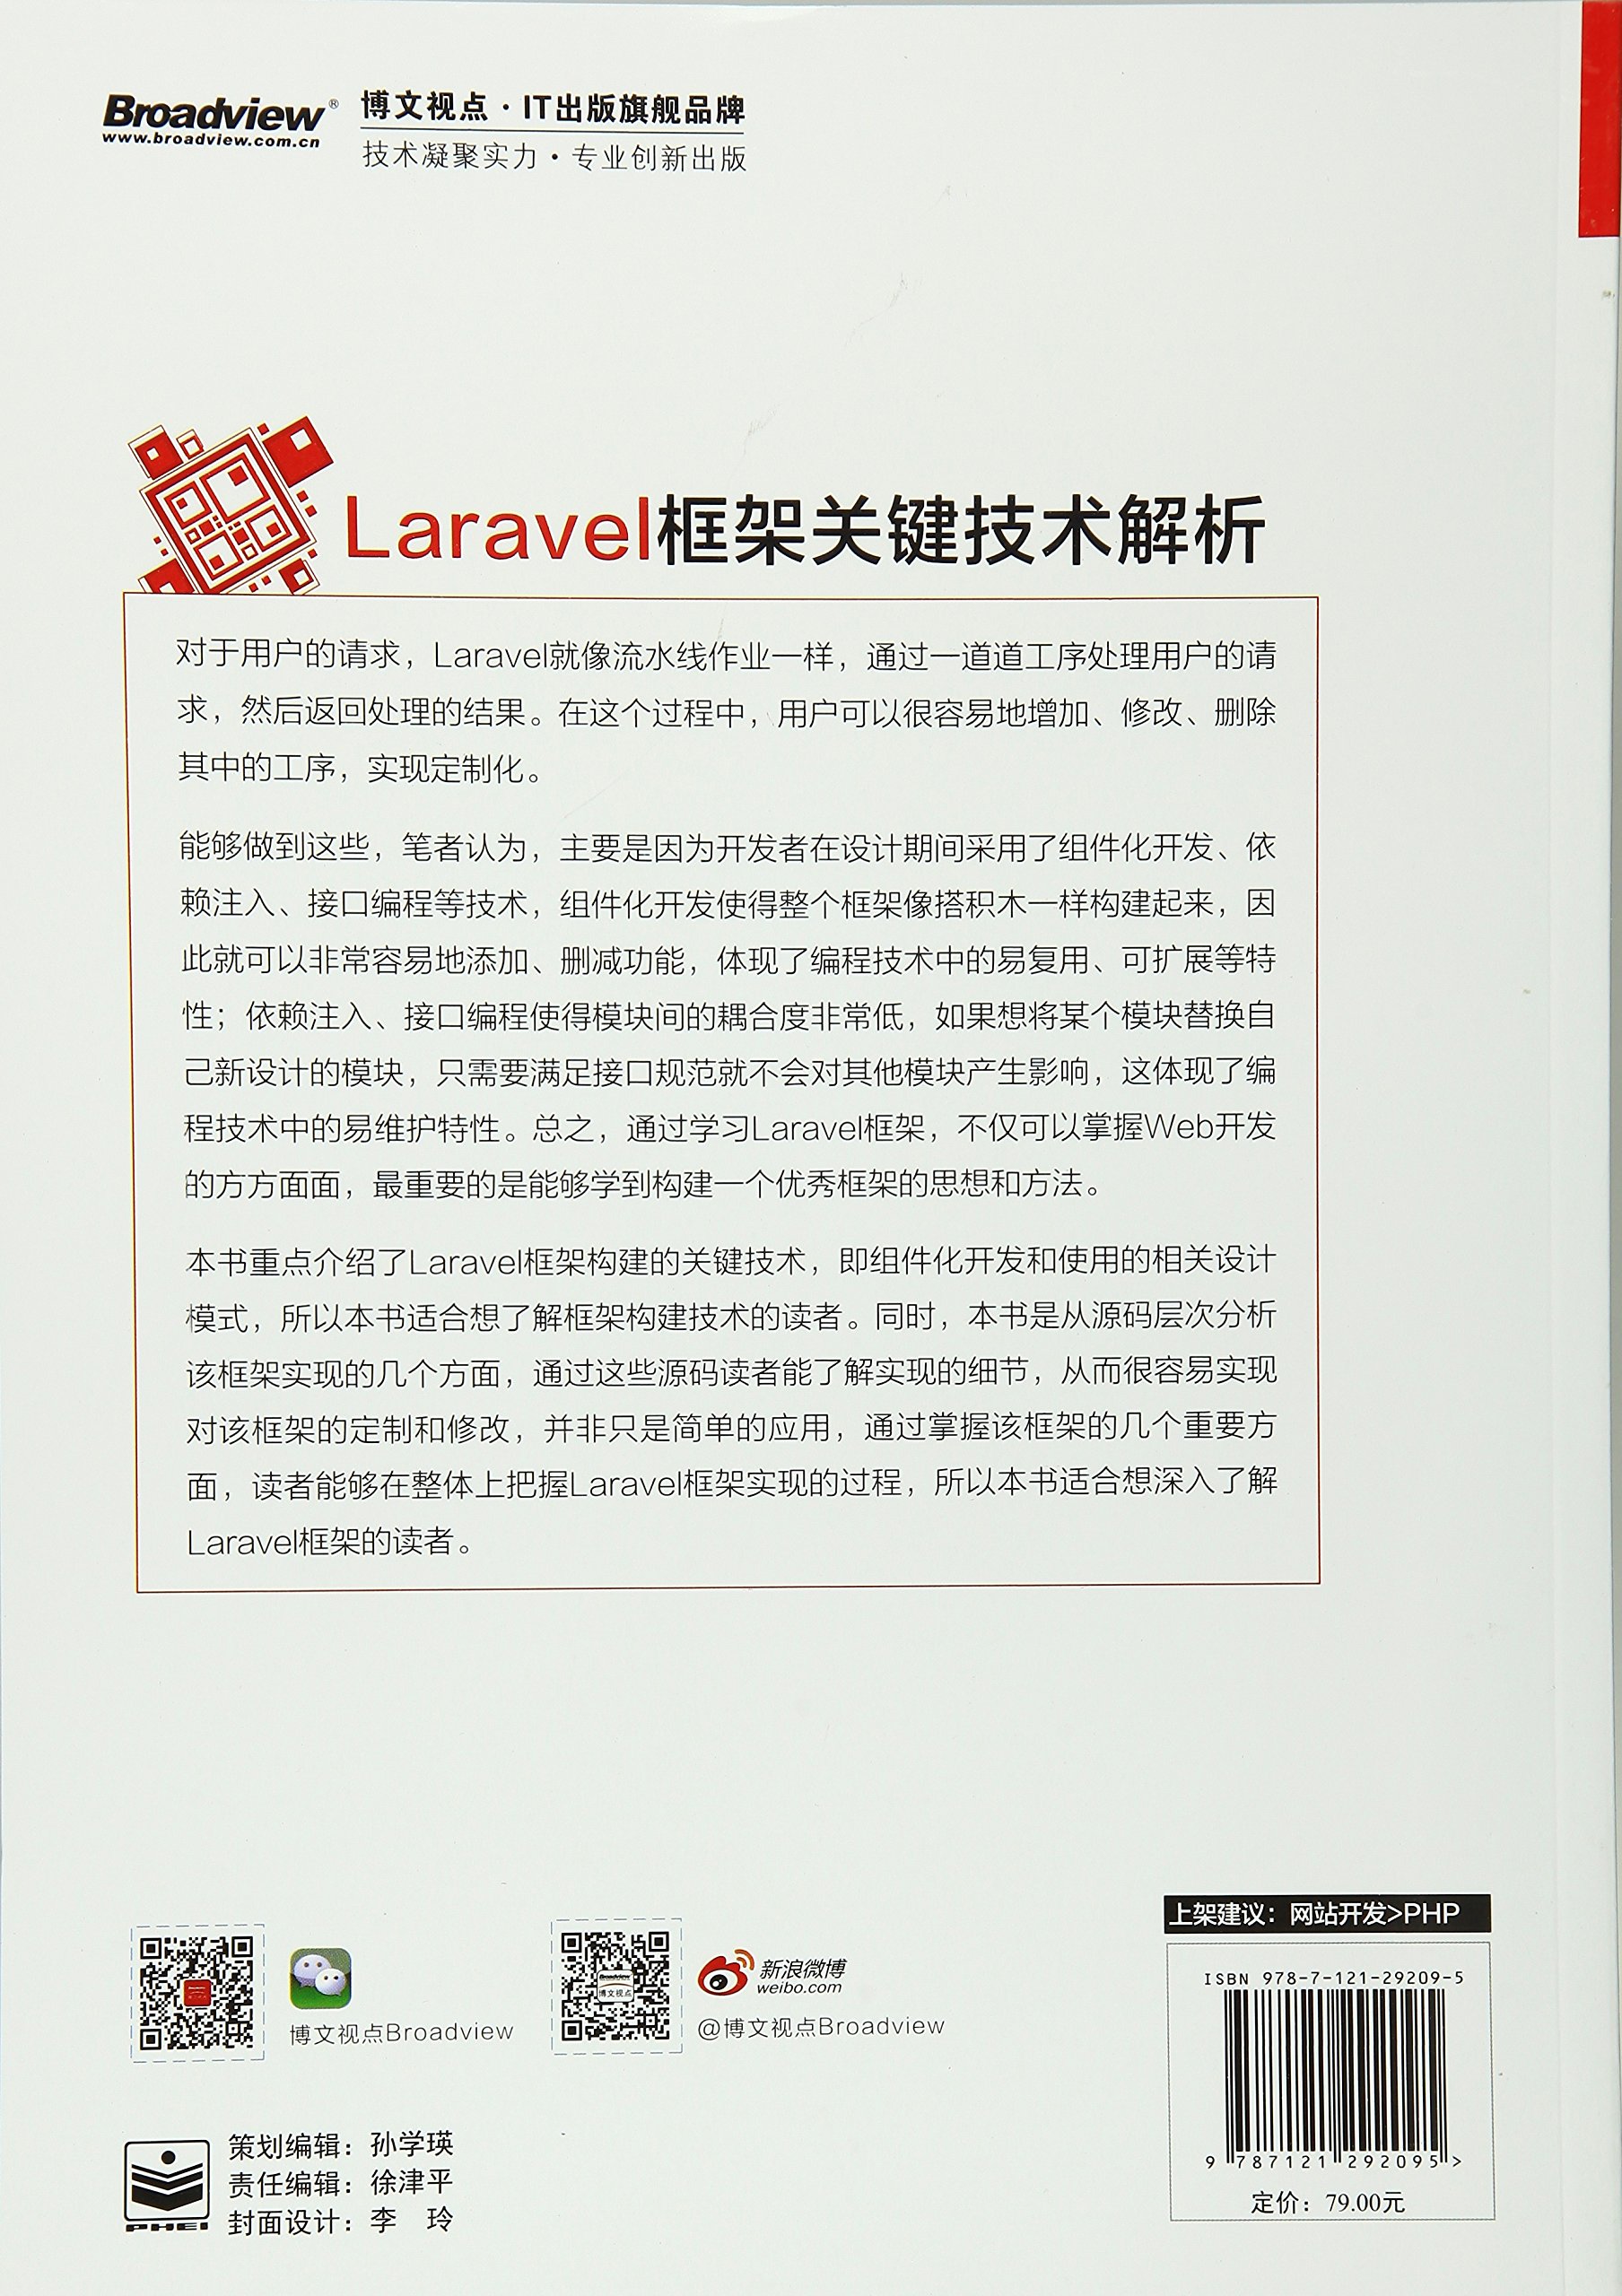 Broadview®
www.broadview.com.cn
博文视点·IT出版旗舰品牌
技术凝聚实力·专业创新出版
Laravel框架关键技术解析
对于用户的请求，Laravel就像流水线作业一样，通过一道道工序处理用户的请
求，然后返回处理的结果。在这个过程中，用户可以很容易地增加、修改、删除
其中的工序，实现定制化。
能够做到这些，笔者认为，主要是因为开发者在设计期间采用了组件化开发、依
赖注入、接口编程等技术，组件化开发使得整个框架像搭积木一样构建起来，因
此就可以非常容易地添加、删减功能，体现了编程技术中的易复用、可扩展等特
性；依赖注入、接口编程使得模块间的耦合度非常低，如果想将某个模块替换自
己新设计的模块，只需要满足接口规范就不会对其他模块产生影响，这体现了编
程技术中的易维护特性。总之，通过学习Laravel框架，不仅可以掌握Web开发
的方方面面，最重要的是能够学到构建一个优秀框架的思想和方法。
本书重点介绍了Laravel框架构建的关键技术，即组件化开发和使用的相关设计
模式，所以本书适合想了解框架构建技术的读者。同时，本书是从源码层次分析
该框架实现的几个方面，通过这些源码读者能了解实现的细节，从而很容易实现
对该框架的定制和修改，并非只是简单的应用，通过掌握该框架的几个重要方
面，读者能够在整体上把握Laravel框架实现的过程，所以本书适合想深入了解
Laravel框架的读者。
博文视点Broadview
Broadview
博文视点
新浪微博
weibo.com
@博文视点Broadview
上架建议：网站开发>PHP
ISBN 978-7-121-29209-5
9 787121 292095 >
定价：79.00元
PHEI
策划编辑：孙学瑛
责任编辑：徐津平
封面设计：李　玲